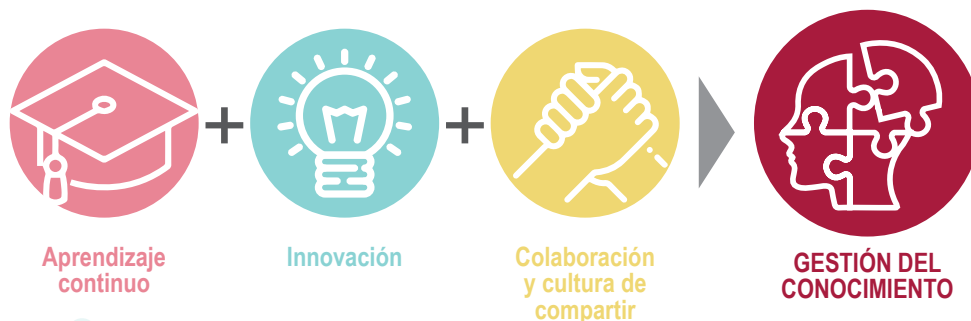 +
+
Aprendizaje
continuo
Innovación
Colaboración
y cultura de
compartir
GESTIÓN DEL
CONOCIMIENTO